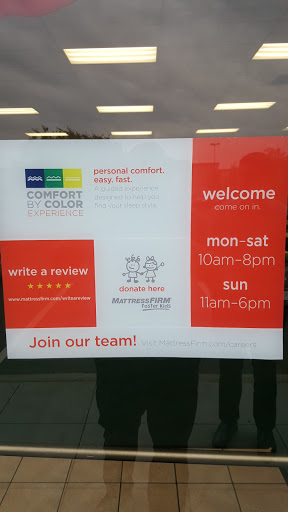 COMFORT
BY COLOR
EXPERIENCE
personal comfort.
easy. fast.
A guided experience
designed to help you
find your sleep style.
welcome
come on in.
mon-sat
10am-8pm
sun
11am-6pm
write a review
www.mattressfirm.com/writeareview
donate here
MATTRESSFIRM
Foster Kids
Join our team! Visit MattressFirm.com/careers